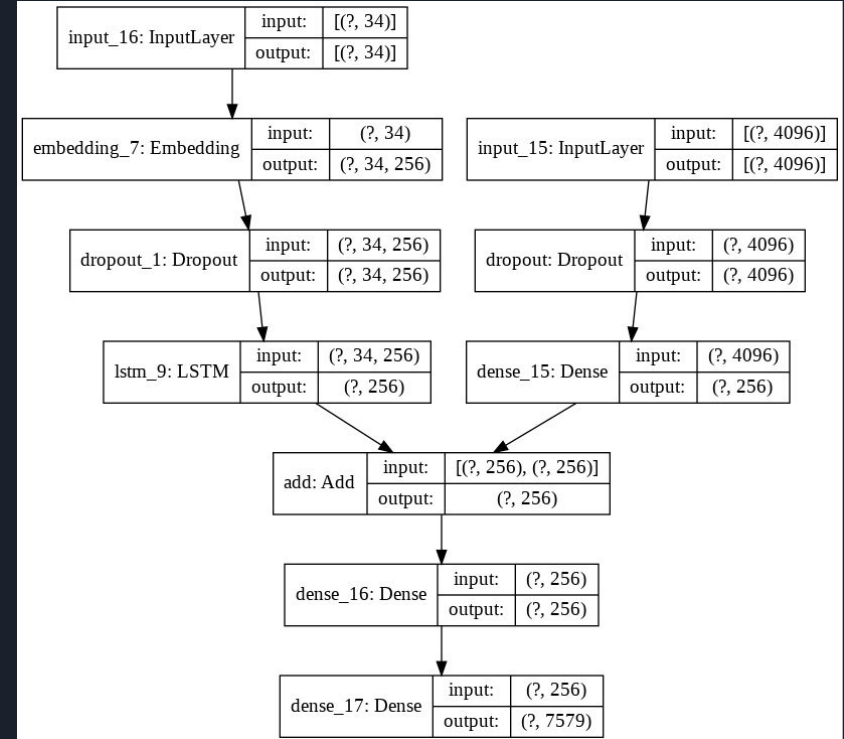 input_16: InputLayer
input: [(?, 34)]
output: [(?, 34)]
embedding_7: Embedding
input: (?, 34)
output: (?, 34, 256)
input_15: InputLayer
input: [(?, 4096)]
output: [(?, 4096)]
dropout_1: Dropout
input: (?, 34, 256)
output: (?, 34, 256)
dropout: Dropout
input: (?, 4096)
output: (?, 4096)
lstm_9: LSTM
input: (?, 34, 256)
output: (?, 256)
dense_15: Dense
input: (?, 4096)
output: (?, 256)
add: Add
input: [(?, 256), (?, 256)]
output: (?, 256)
dense_16: Dense
input: (?, 256)
output: (?, 256)
dense_17: Dense
input: (?, 256)
output: (?, 7579)